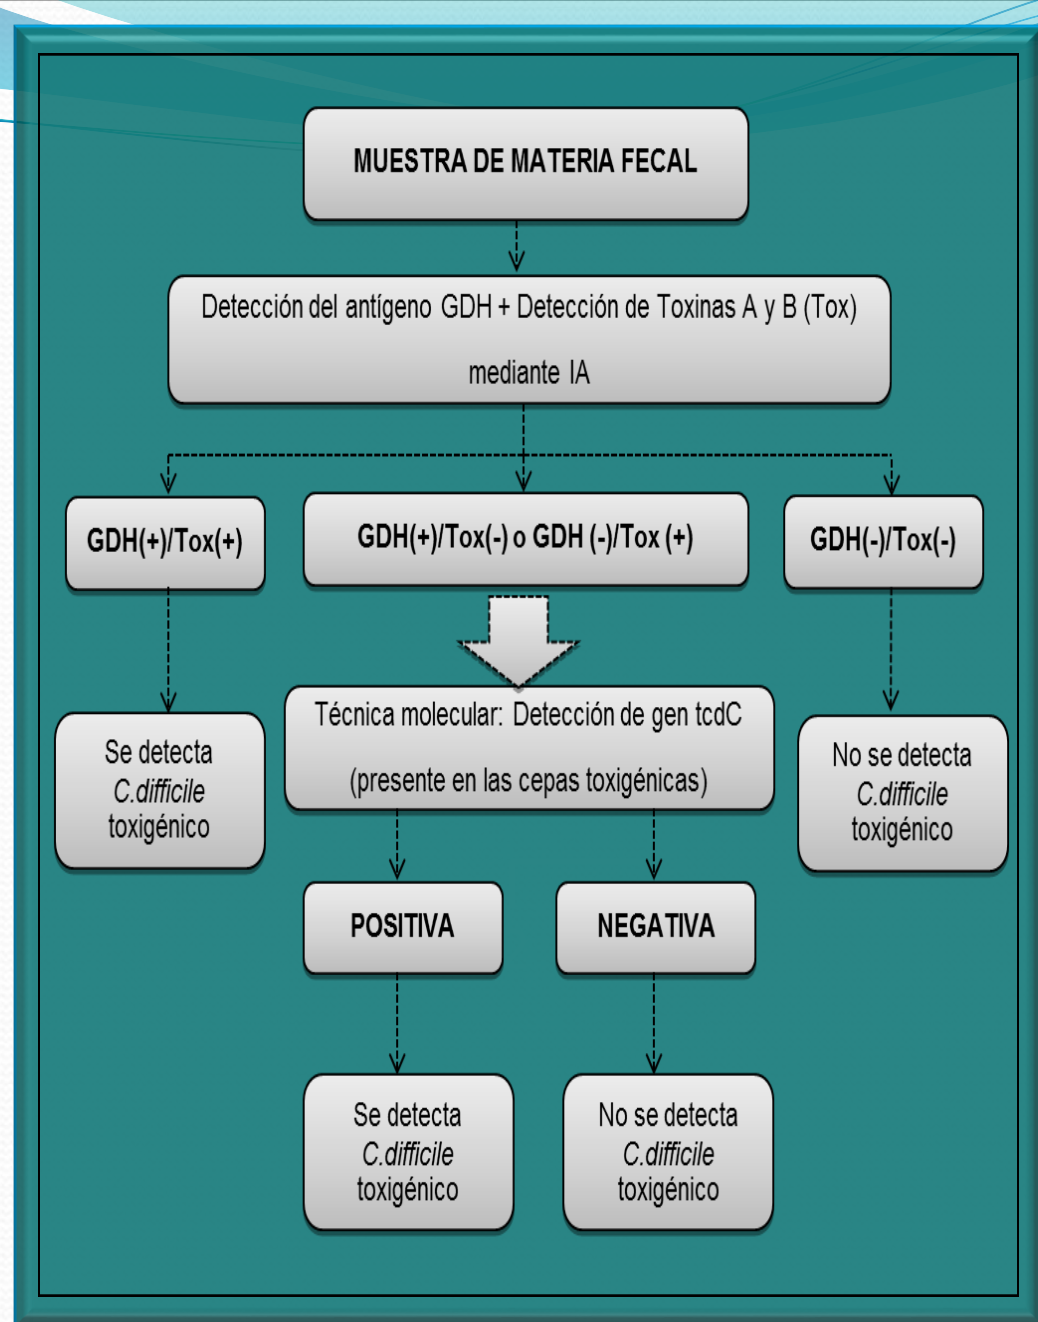 MUESTRA DE MATERIA FECAL
Detección del antígeno GDH + Detección de Toxinas A y B (Tox)
mediante IA
GDH(+)/Tox(+)
GDH(+)/Tox(-) o GDH (-)/Tox (+)
GDH(-)/Tox(-)
Técnica molecular: Detección de gen tcdC
(presente en las cepas toxigénicas)
Se detecta
C.difficile
toxigénico
No se detecta
C.difficile
toxigénico
POSITIVA
NEGATIVA
Se detecta
C.difficile
toxigénico
No se detecta
C.difficile
toxigénico